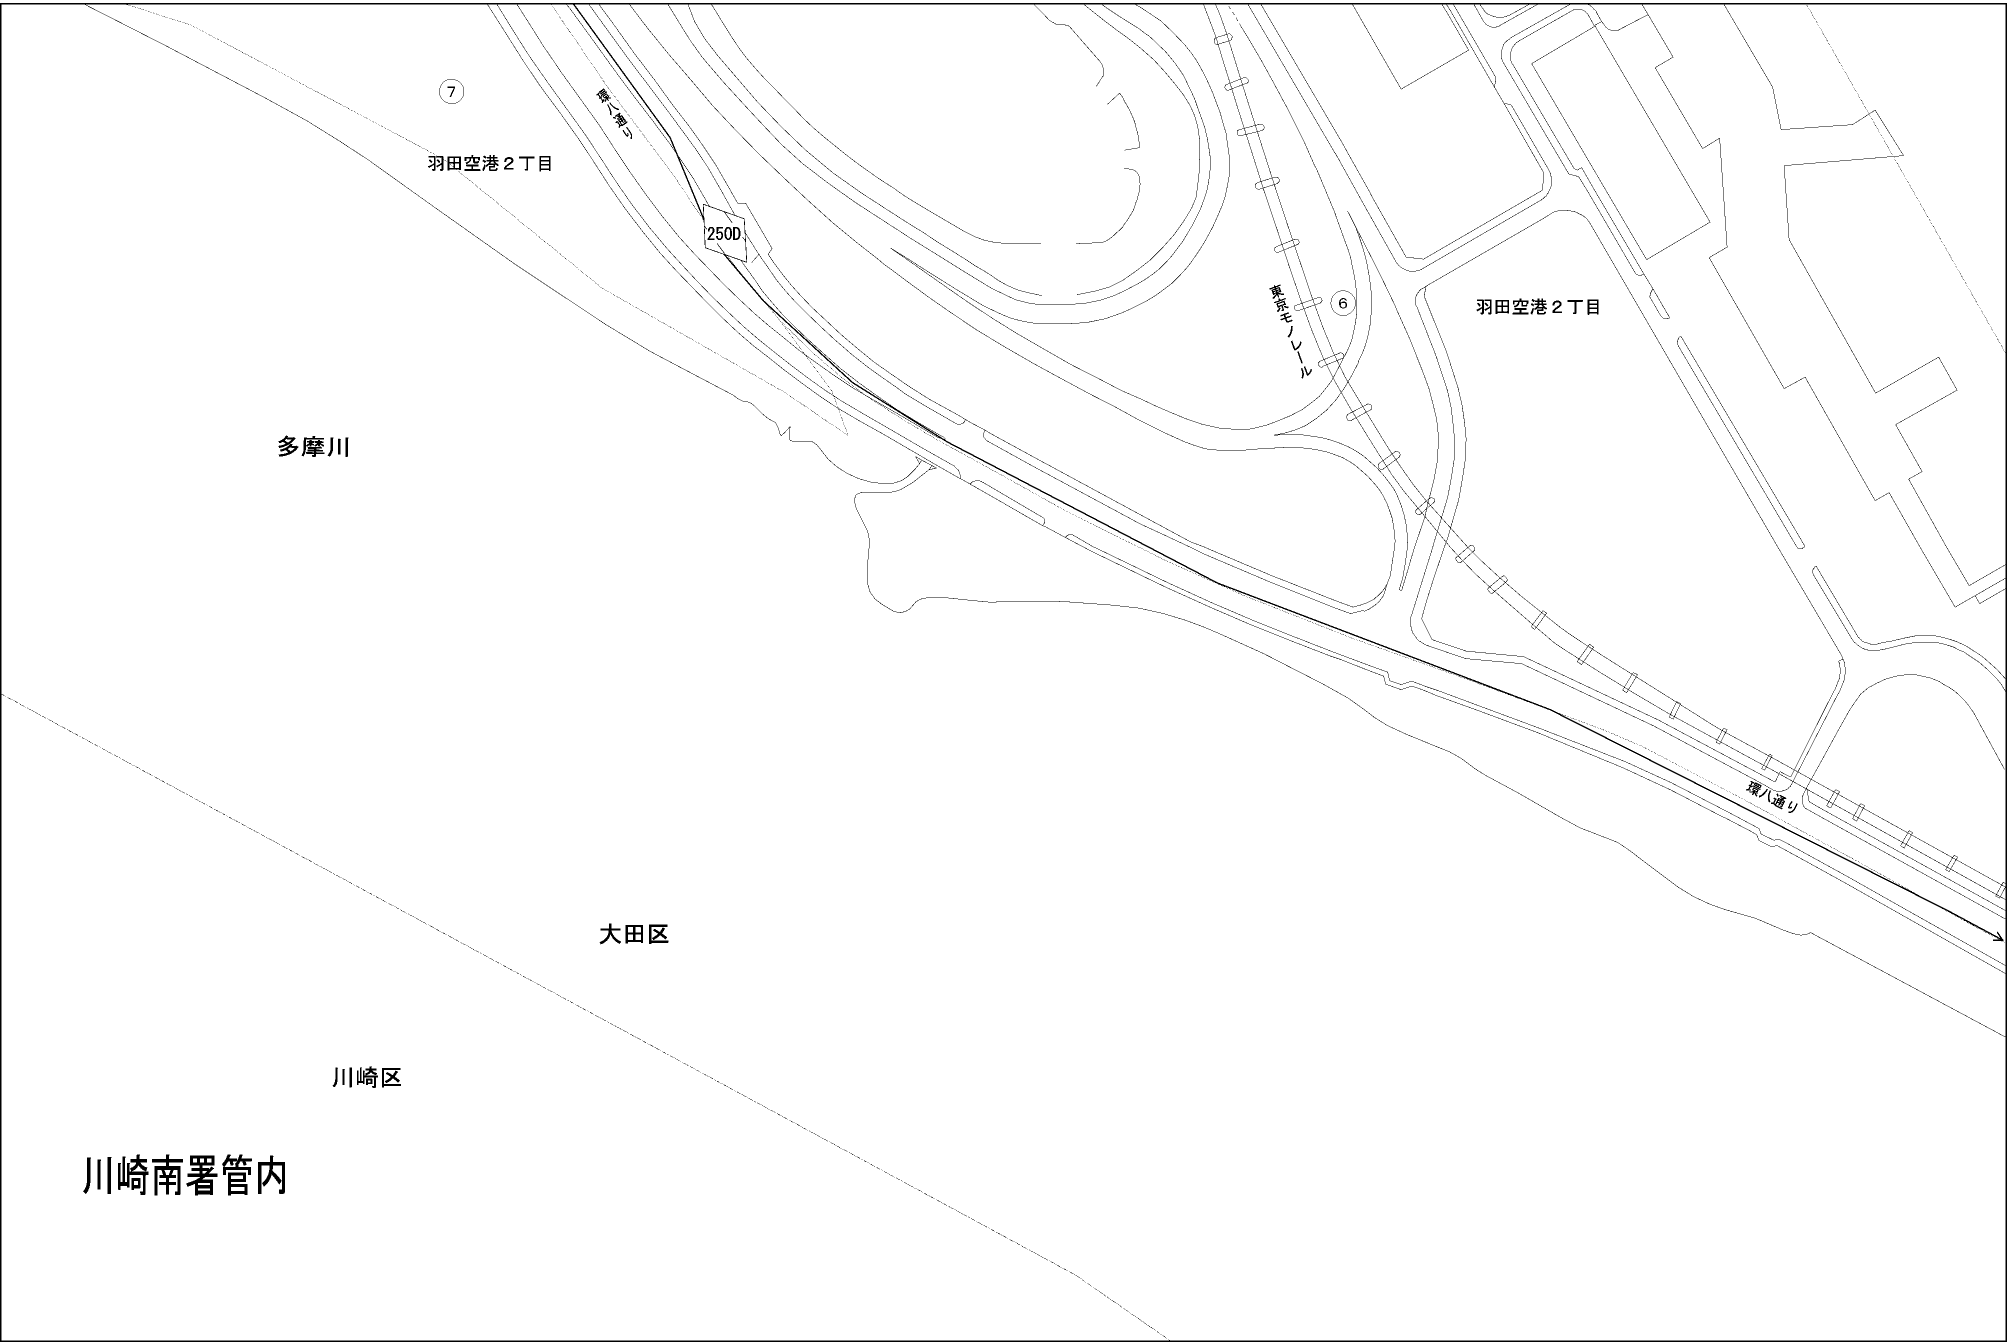 ⑦
環八通り
羽田空港２丁目
250D
東京モノレール
⑥
羽田空港２丁目
多摩川
環八通り
大田区
川崎区
川崎南署管内